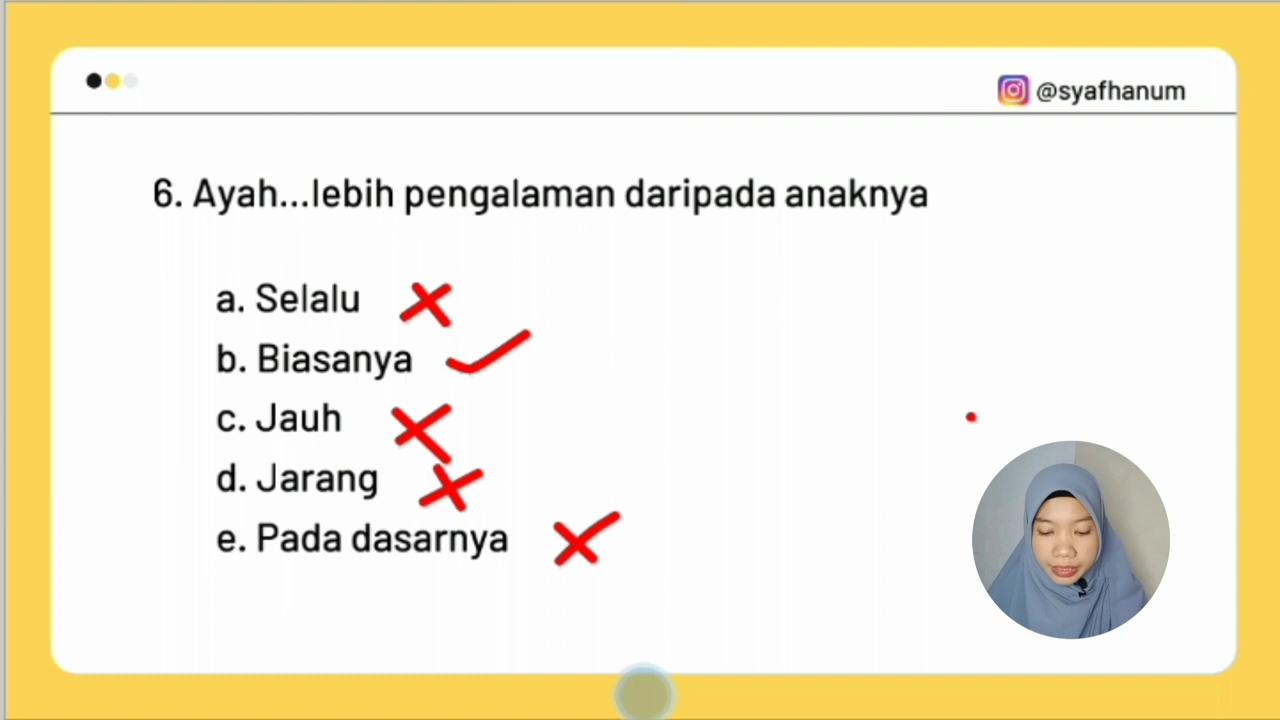 @syafhanum
6. Ayah...lebih pengalaman daripada anaknya
a. Selalu
b. Biasanya
c. Jauh
d. Jarang
e. Pada dasarnya